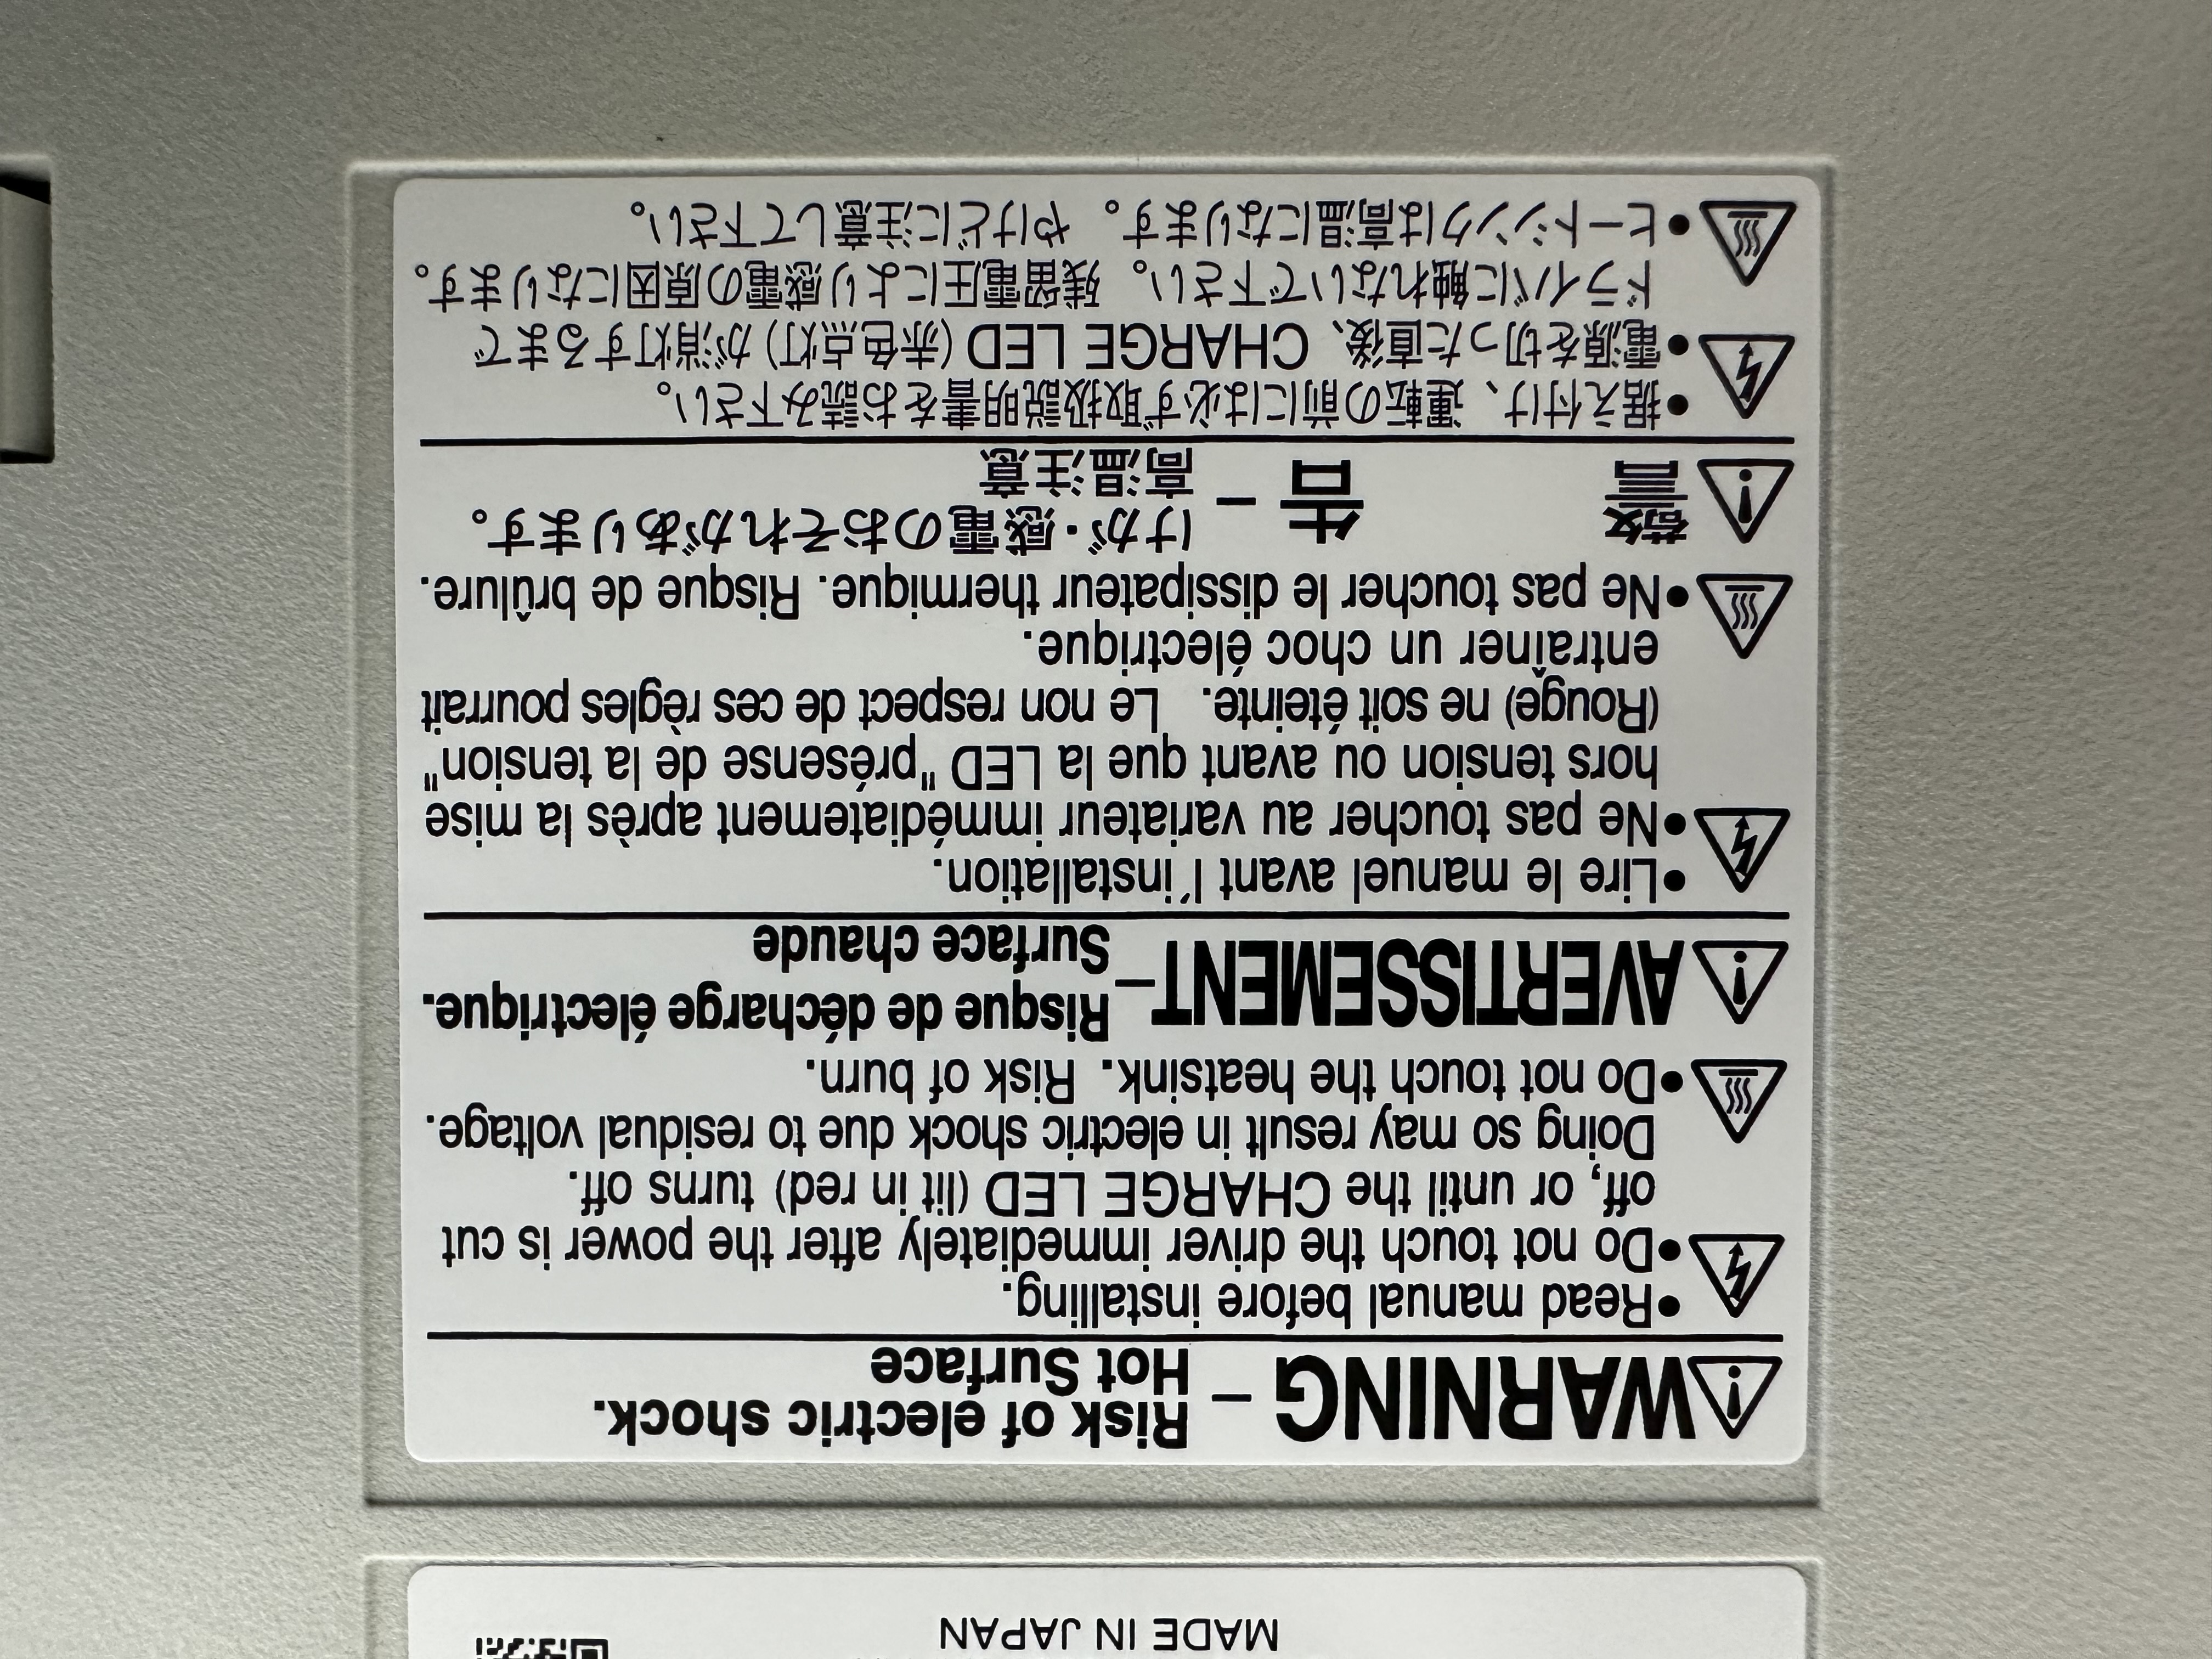 MADE IN JAPAN
WARNING – Risk of electric shock.
Hot Surface
•Read manual before installing.
•Do not touch the driver immediately after the power is cut
off, or until the CHARGE LED (lit in red) turns off.
Doing so may result in electric shock due to residual voltage.
•Do not touch the heatsink. Risk of burn.
AVERTISSEMENT– Risque de décharge électrique.
Surface chaude
•Lire le manuel avant l´installation.
•Ne pas toucher au variateur immédiatement après la mise
hors tension ou avant que la LED "présense de la tension"
(Rouge) ne soit éteinte. Le non respect de ces règles pourrait
entraîner un choc électrique.
•Ne pas toucher le dissipateur thermique. Risque de brûlure.
警告 – けが・感電のおそれがあります。
高温注意
•据え付け、運転の前には必ず取扱説明書をお読み下さい。
•電源を切った直後、CHARGE LED (赤色点灯) が消灯するまで
ドライバに触れないで下さい。残留電圧により感電の原因になります。
•ヒートシンクは高温になります。やけどに注意して下さい。